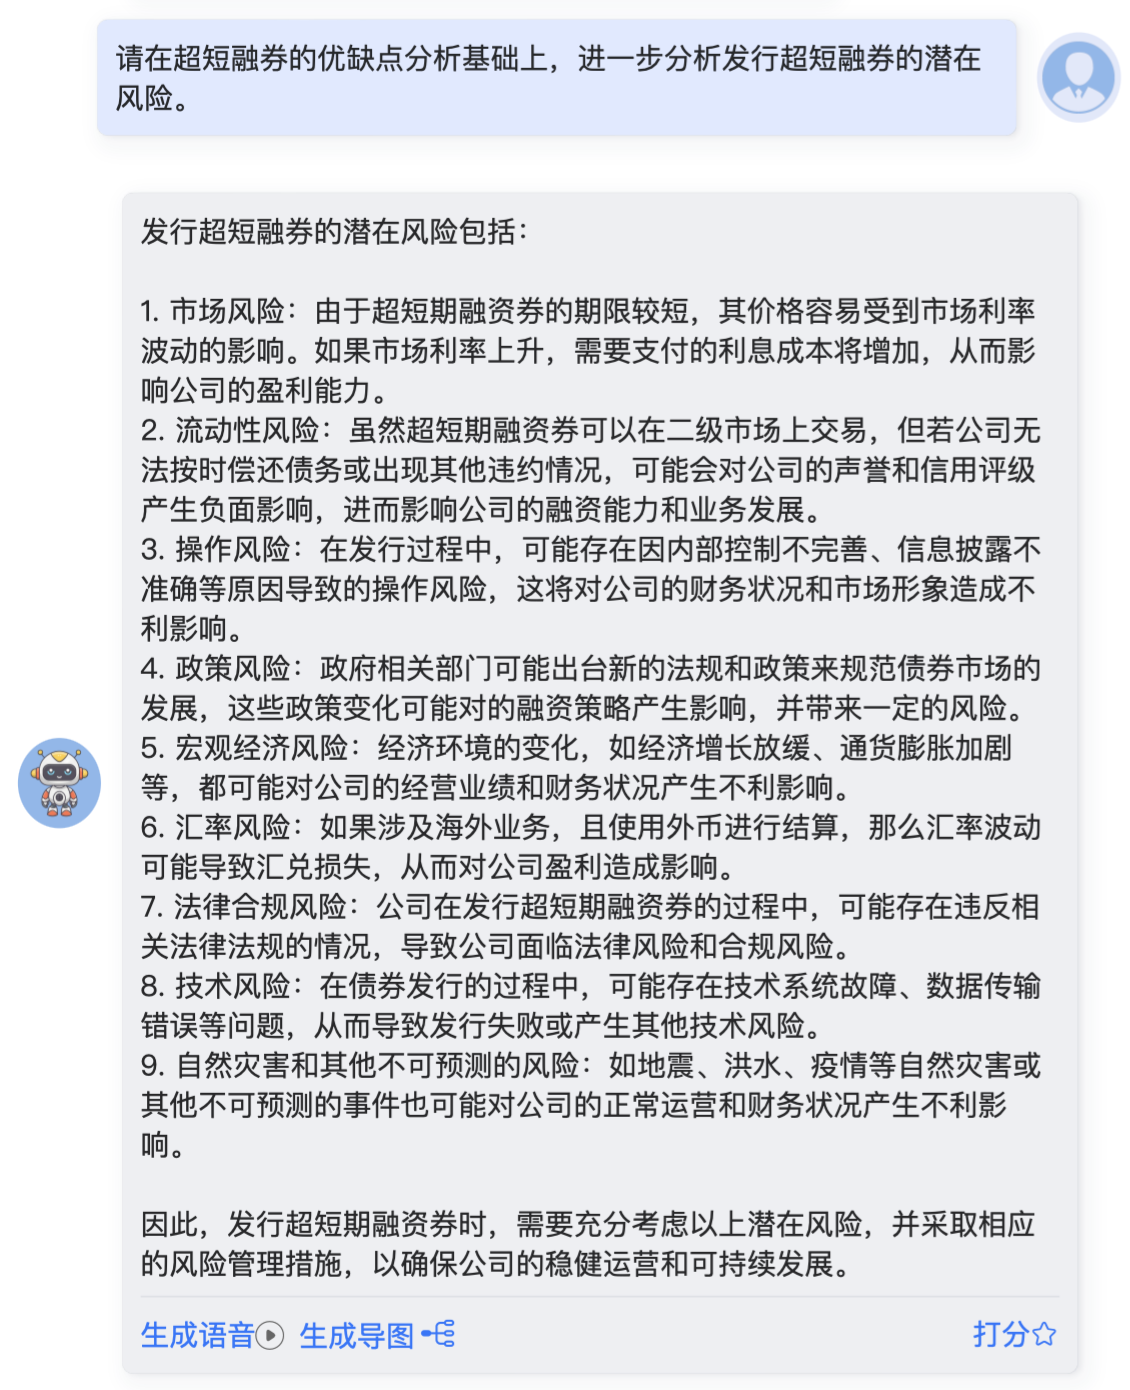 请在超短融券的优缺点分析基础上，进一步分析发行超短融券的潜在
风险。
发行超短融券的潜在风险包括：
1. 市场风险：由于超短期融资券的期限较短，其价格容易受到市场利率
波动的影响。如果市场利率上升，需要支付的利息成本将增加，从而影
响公司的盈利能力。
2. 流动性风险：虽然超短期融资券可以在二级市场上交易，但若公司无
法按时偿还债务或出现其他违约情况，可能会对公司的声誉和信用评级
产生负面影响，进而影响公司的融资能力和业务发展。
3. 操作风险：在发行过程中，可能存在因内部控制不完善、信息披露不
准确等原因导致的操作风险，这将对公司的财务状况和市场形象造成不
利影响。
4. 政策风险：政府相关部门可能出台新的法规和政策来规范债券市场的
发展，这些政策变化可能对的融资策略产生影响，并带来一定的风险。
5. 宏观经济风险：经济环境的变化，如经济增长放缓、通货膨胀加剧
等，都可能对公司的经营业绩和财务状况产生不利影响。
6. 汇率风险：如果涉及海外业务，且使用外币进行结算，那么汇率波动
可能导致汇兑损失，从而对公司盈利造成影响。
7. 法律合规风险：公司在发行超短期融资券的过程中，可能存在违反相
关法律法规的情况，导致公司面临法律风险和合规风险。
8. 技术风险：在债券发行的过程中，可能存在技术系统故障、数据传输
错误等问题，从而导致发行失败或产生其他技术风险。
9. 自然灾害和其他不可预测的风险：如地震、洪水、疫情等自然灾害或
其他不可预测的事件也可能对公司的正常运营和财务状况产生不利影
响。
因此，发行超短期融资券时，需要充分考虑以上潜在风险，并采取相应
的风险管理措施，以确保公司的稳健运营和可持续发展。
生成语音 生成导图 打分